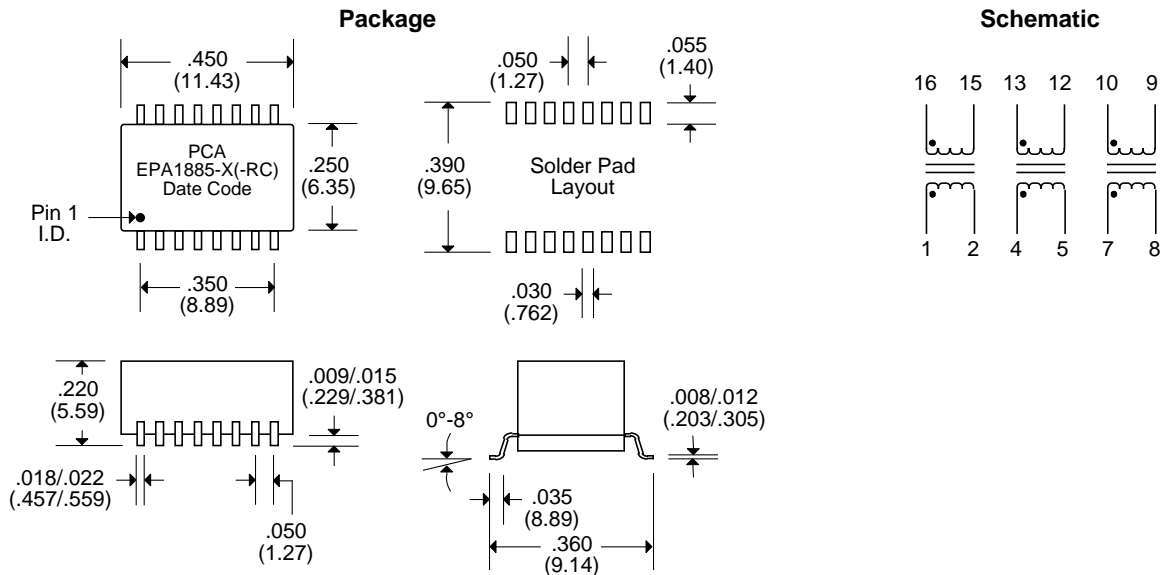 Package
Schematic
.450
(11.43)
PCA
EPA1885-X(-RC)
Date Code
Pin 1
I.D.
.250
(6.35)
.350
(8.89)
.050
(1.27)
.055
(1.40)
.390
(9.65)
Solder Pad
Layout
.030
(.762)
16 15 13 12 10 9
1 2 4 5 7 8
.220
(5.59)
.009/.015
(.229/.381)
.018/.022
(.457/.559)
.050
(1.27)
0°-8°
.008/.012
(.203/.305)
.035
(8.89)
.360
(9.14)